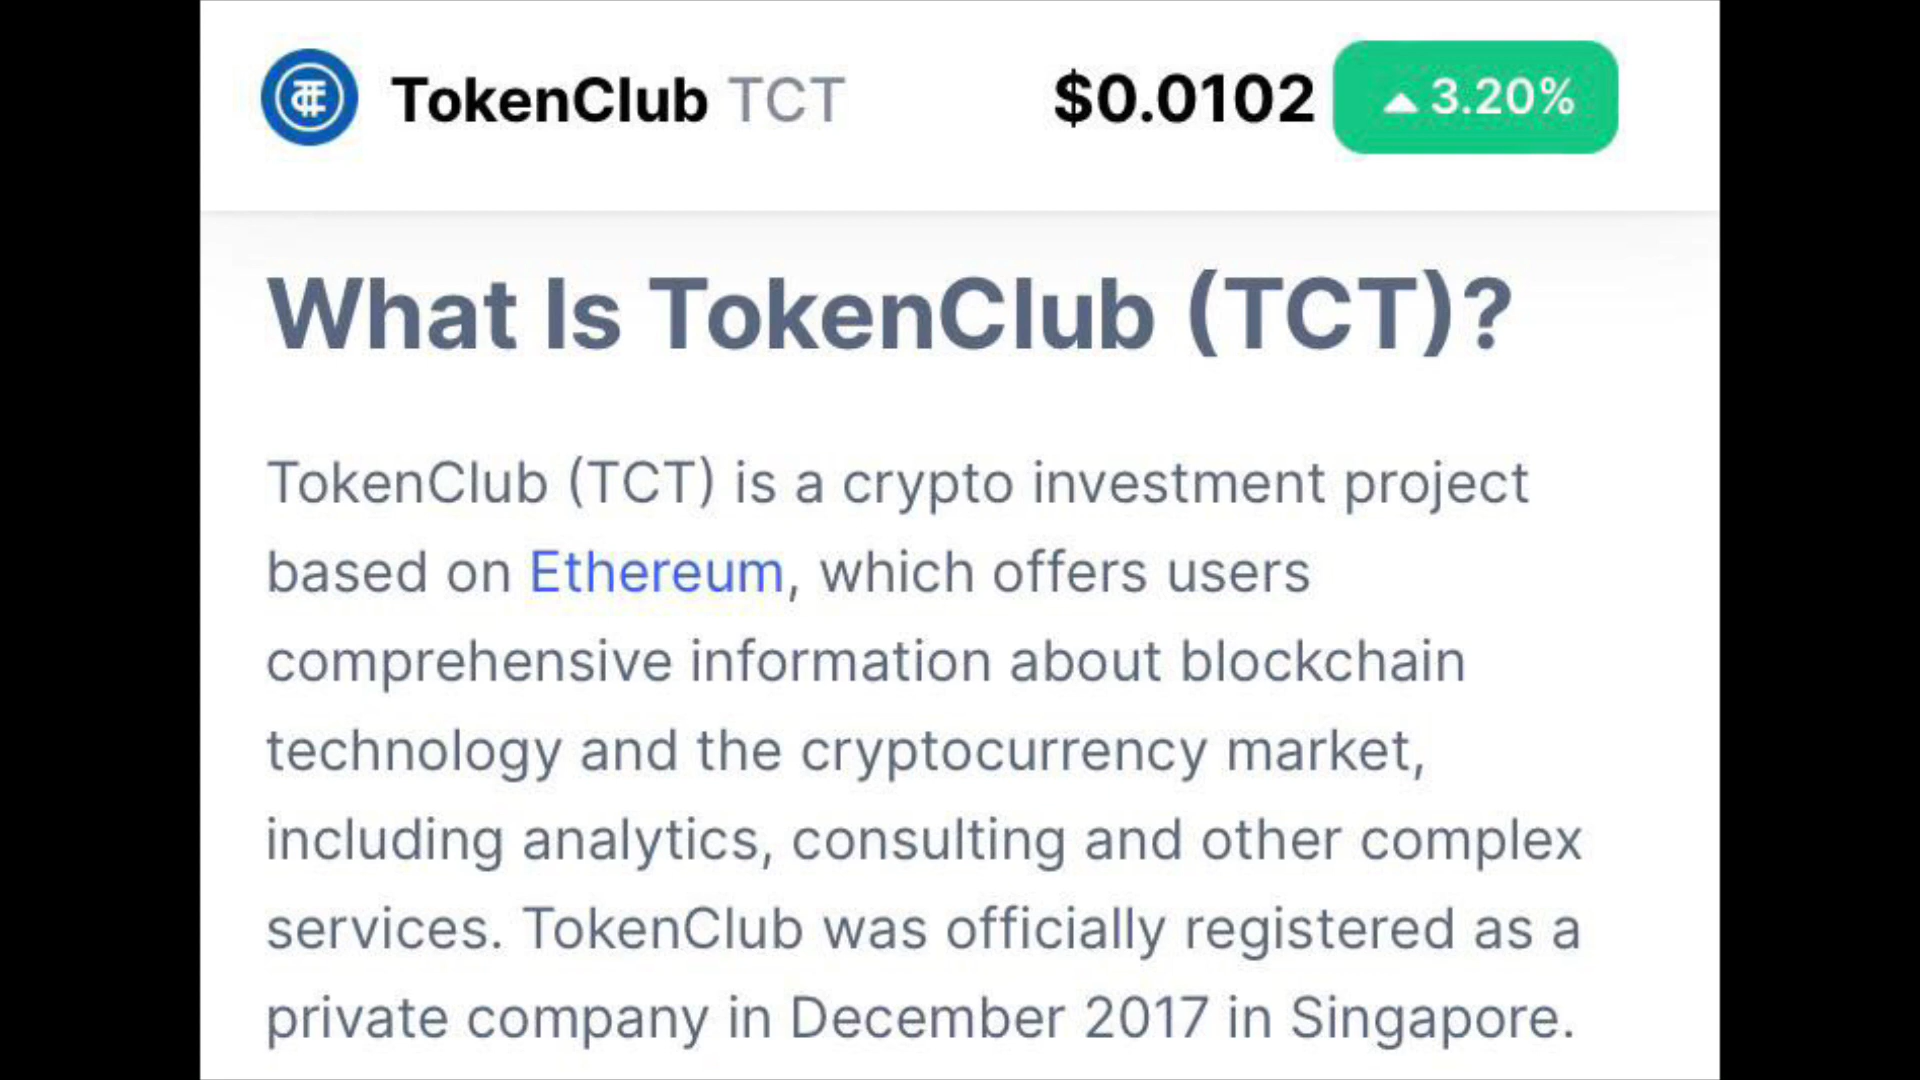 TokenClub TCT $0.0102 ▲ 3.20%
What Is TokenClub (TCT)?
TokenClub (TCT) is a crypto investment project
based on Ethereum, which offers users
comprehensive information about blockchain
technology and the cryptocurrency market,
including analytics, consulting and other complex
services. TokenClub was officially registered as a
private company in December 2017 in Singapore.